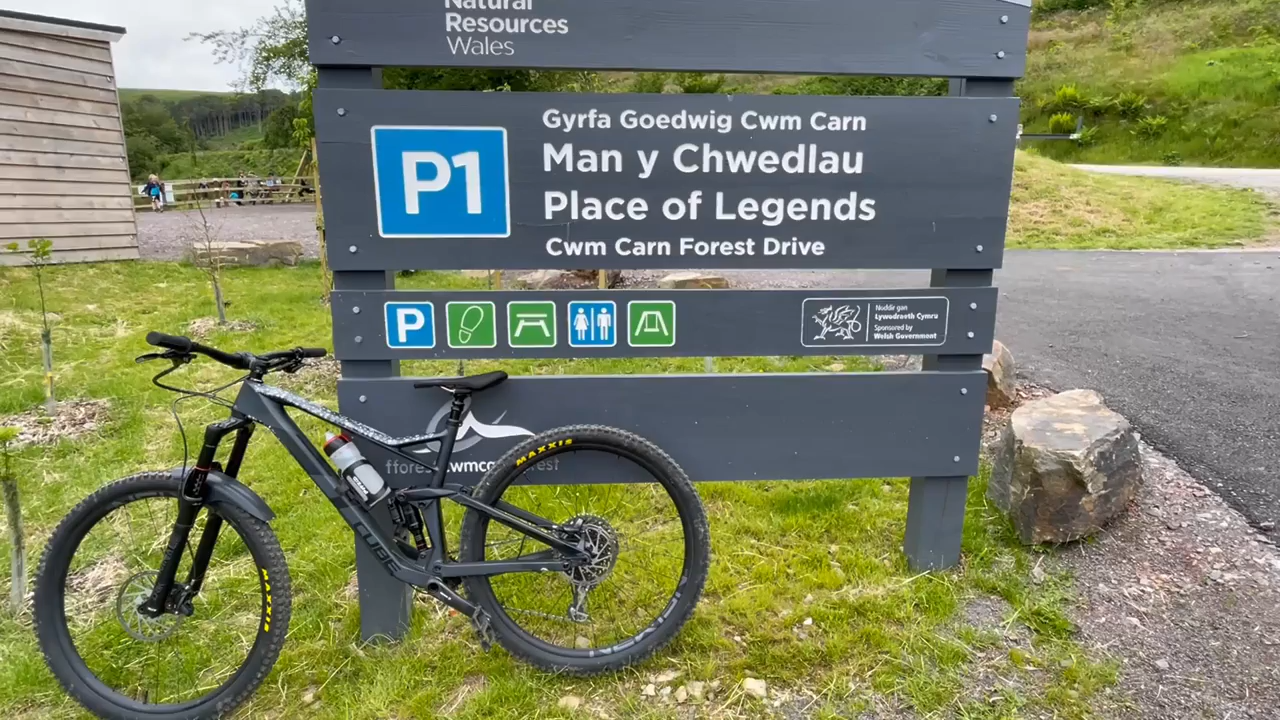 Natural
Resources
Wales
P1
Gyrfa Goedwig Cwm Carn
Man y Chwedlau
Place of Legends
Cwm Carn Forest Drive
P
Noddir gan
Lywodraeth Cymru
Sponsored by
Welsh Government
MAXXIS
CUBE
MAXXIS